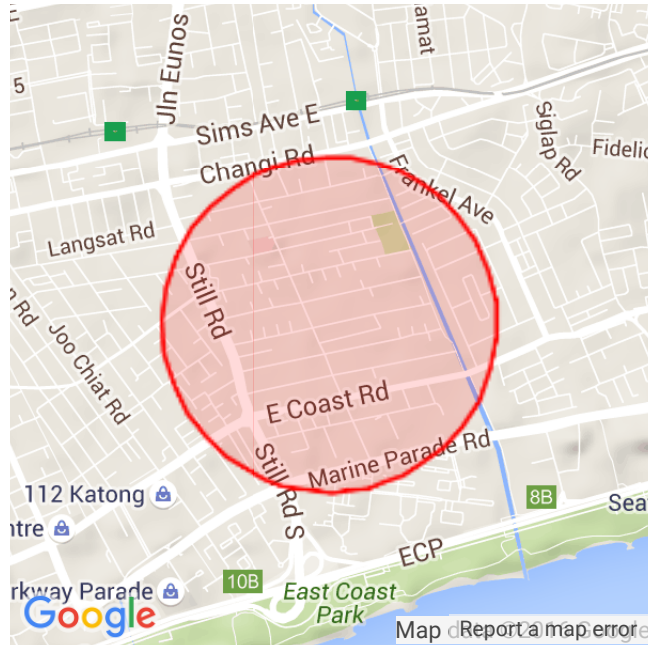 amat
Jln Eunos
5
Sims Ave E
Siglap Rd
Fidelio
Changi Rd
Frankel Ave
Langsat Rd
Still Rd
n Rd
Joo Chiat Rd
E Coast Rd
Marine Parade Rd
Still Rd S
112 Katong
8B
Sea
ntre
ECP
10B
East Coast
Park
rkway Parade
Google
Map
Report a map error